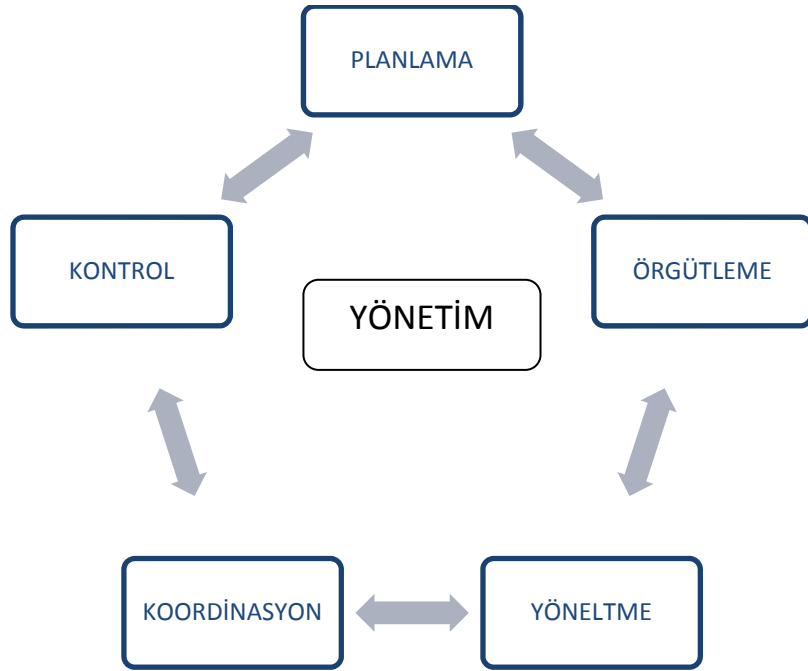 PLANLAMA
KONTROL
ÖRGÜTLEME
YÖNETİM
KOORDİNASYON
YÖNELTME